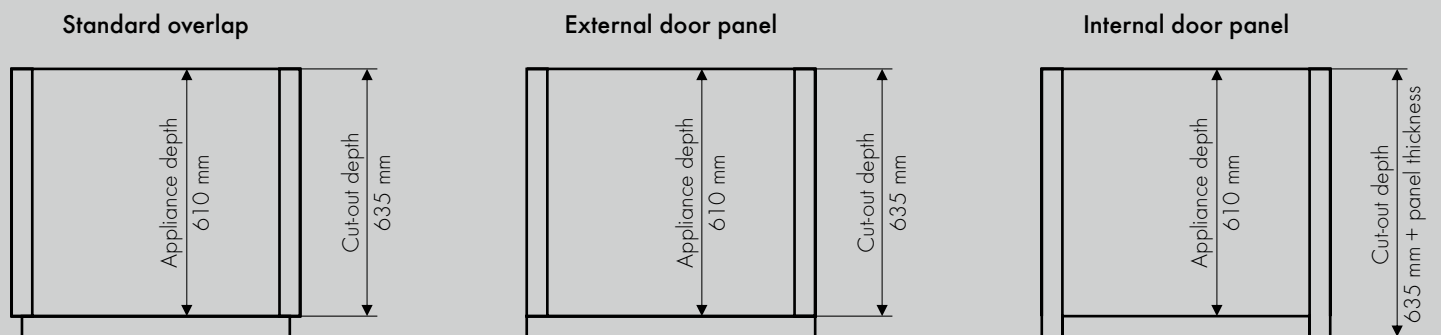 Standard overlap
External door panel
Internal door panel
Appliance depth
610 mm
Cut-out depth
635 mm
Appliance depth
610 mm
Cut-out depth
635 mm
Appliance depth
610 mm
Cut-out depth
635 mm + panel thickness